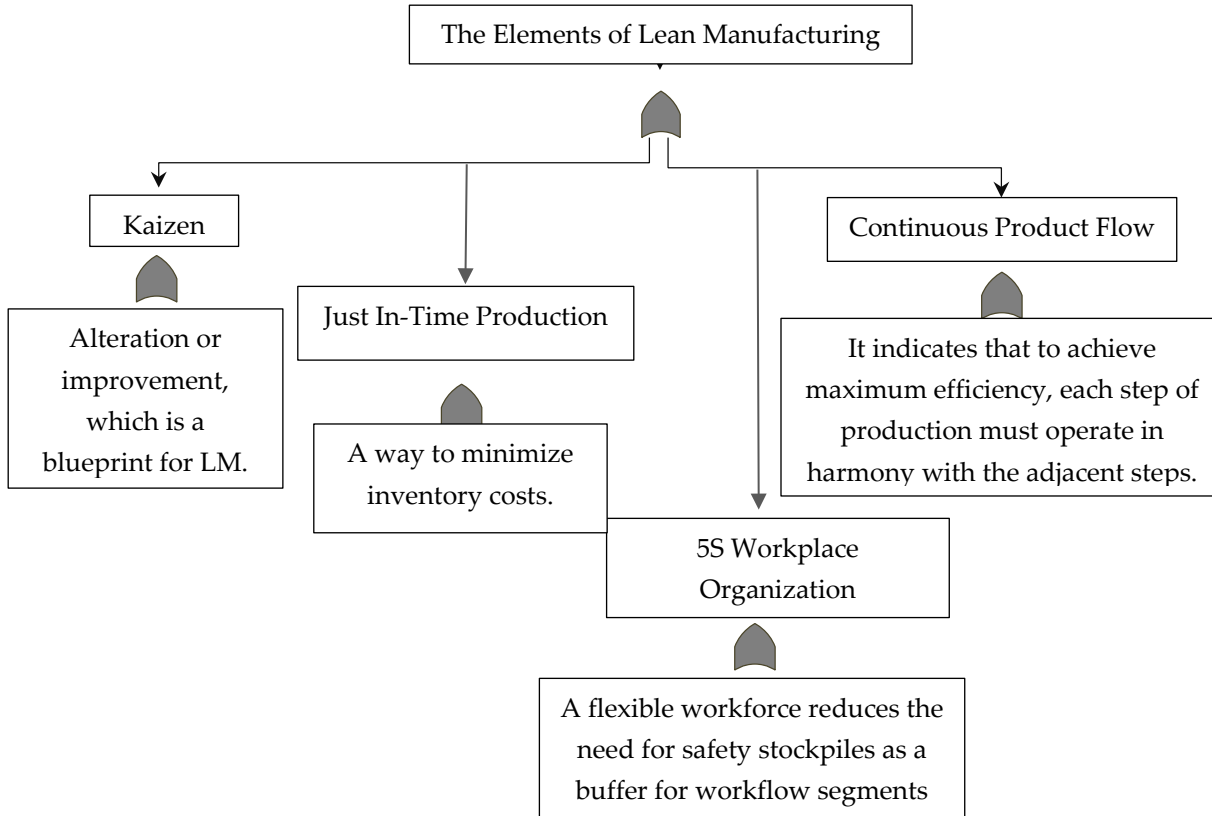 The Elements of Lean Manufacturing
Kaizen
Alteration or
improvement,
which is a
blueprint for LM.
Just In-Time Production
A way to minimize
inventory costs.
5S Workplace
Organization
A flexible workforce reduces the
need for safety stockpiles as a
buffer for workflow segments
Continuous Product Flow
It indicates that to achieve
maximum efficiency, each step of
production must operate in
harmony with the adjacent steps.